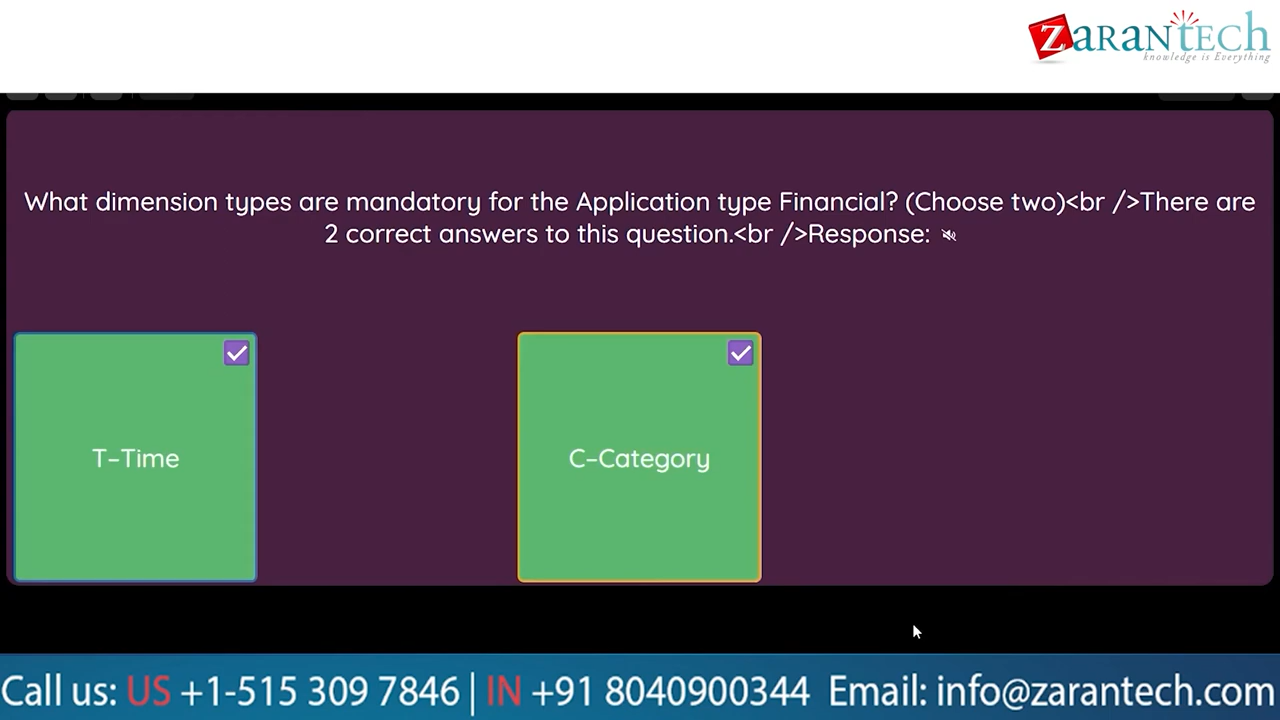 ZARANTECH
knowledge is Everything
What dimension types are mandatory for the Application type Financial? (Choose two)<br />There are
2 correct answers to this question.<br />Response:
T–Time
C–Category
Call us: US +1-515 309 7846 | IN +91 8040900344 Email: info@zarantech.com